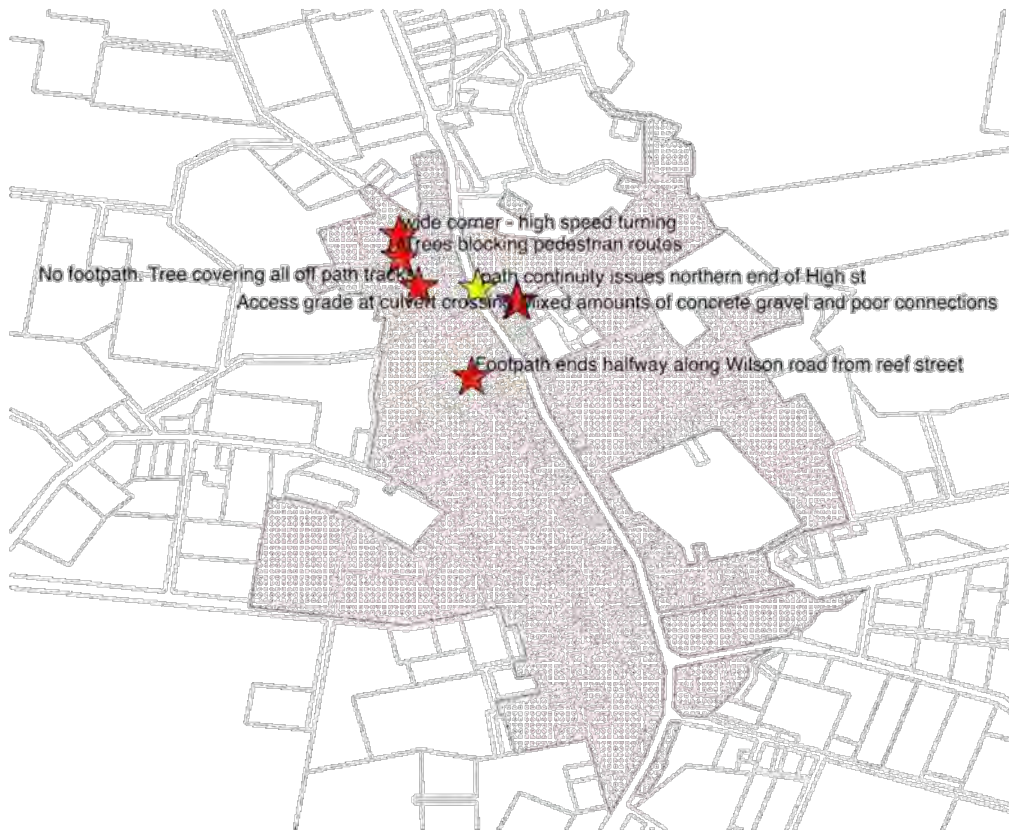 wide corner - high speed turning
Trees blocking pedestrian routes
No footpath. Tree covering all off path tracks
path continuity issues northern end of High st
Access grade at culvert crossing
mixed amounts of concrete gravel and poor connections
Footpath ends halfway along Wilson road from reef street